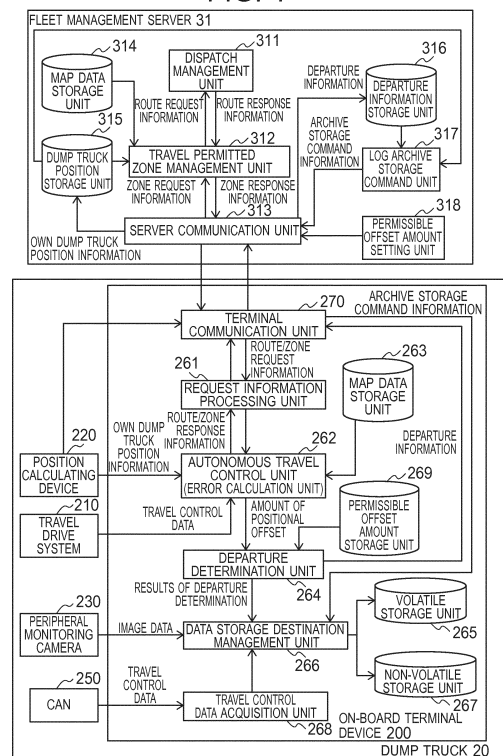 FLEET MANAGEMENT SERVER 31
314
MAP DATA
STORAGE
UNIT
311
DISPATCH
MANAGEMENT
UNIT
DEPARTURE
INFORMATION
316
DEPARTURE
INFORMATION
STORAGE
UNIT
ROUTE REQUEST
INFORMATION
ROUTE RESPONSE
INFORMATION
315
DUMP TRUCK
POSITION
STORAGE UNIT
312
TRAVEL PERMITTED
ZONE MANAGEMENT UNIT
ARCHIVE
STORAGE
COMMAND
INFORMATION
317
LOG ARCHIVE
STORAGE
COMMAND UNIT
ZONE REQUEST
INFORMATION
ZONE RESPONSE
INFORMATION
313
SERVER COMMUNICATION UNIT
318
PERMISSIBLE
OFFSET AMOUNT
SETTING UNIT
OWN DUMP TRUCK
POSITION INFORMATION
270
TERMINAL
COMMUNICATION UNIT
ARCHIVE STORAGE
COMMAND INFORMATION
ROUTE/ZONE
REQUEST
INFORMATION
261
REQUEST INFORMATION
PROCESSING UNIT
263
MAP DATA
STORAGE
UNIT
OWN DUMP
TRUCK
POSITION
INFORMATION
ROUTE/ZONE
RESPONSE
INFORMATION
262
AUTONOMOUS TRAVEL
CONTROL UNIT
(ERROR CALCULATION UNIT)
DEPARTURE
INFORMATION
220
POSITION
CALCULATING
DEVICE
269
PERMISSIBLE
OFFSET
AMOUNT
STORAGE UNIT
210
TRAVEL DRIVE
SYSTEM
TRAVEL CONTROL
DATA
AMOUNT OF
POSITIONAL
OFFSET
DEPARTURE
DETERMINATION UNIT
264
RESULTS OF DEPARTURE
DETERMINATION
230
PERIPHERAL
MONITORING
CAMERA
IMAGE DATA
DATA STORAGE DESTINATION
MANAGEMENT UNIT
266
VOLATILE
STORAGE UNIT
265
250
CAN
TRAVEL
CONTROL
DATA
TRAVEL CONTROL
DATA ACQUISITION UNIT
268
NON-VOLATILE
STORAGE UNIT
267
ON-BOARD TERMINAL
DEVICE 200
DUMP TRUCK 20